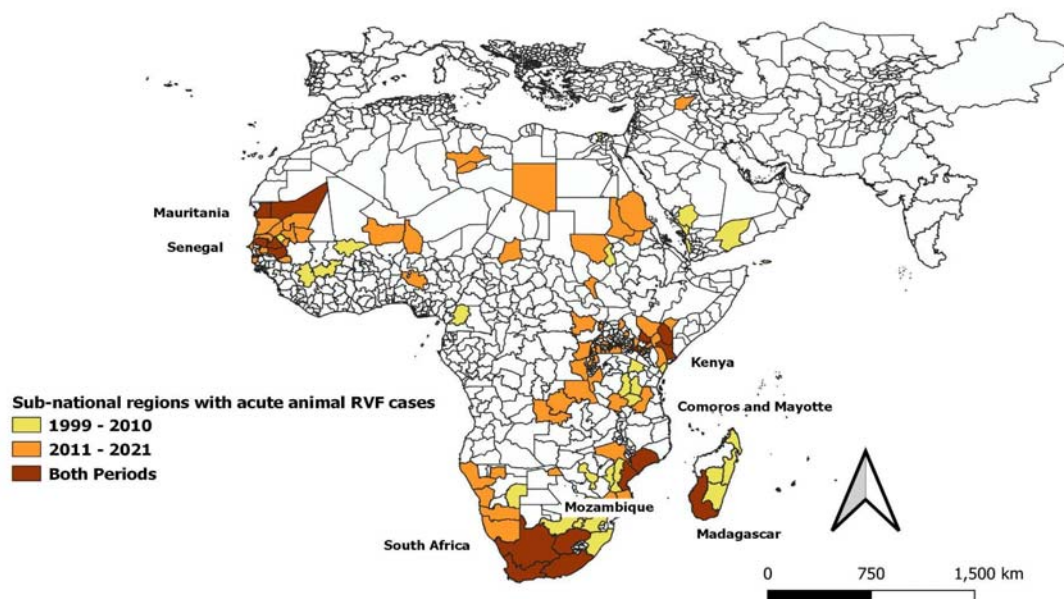 Mauritania
Senegal
Kenya
Sub-national regions with acute animal RVF cases
1999 - 2010
2011 - 2021
Both Periods
Comoros and Mayotte
Mozambique
Madagascar
South Africa
0 750 1,500 km